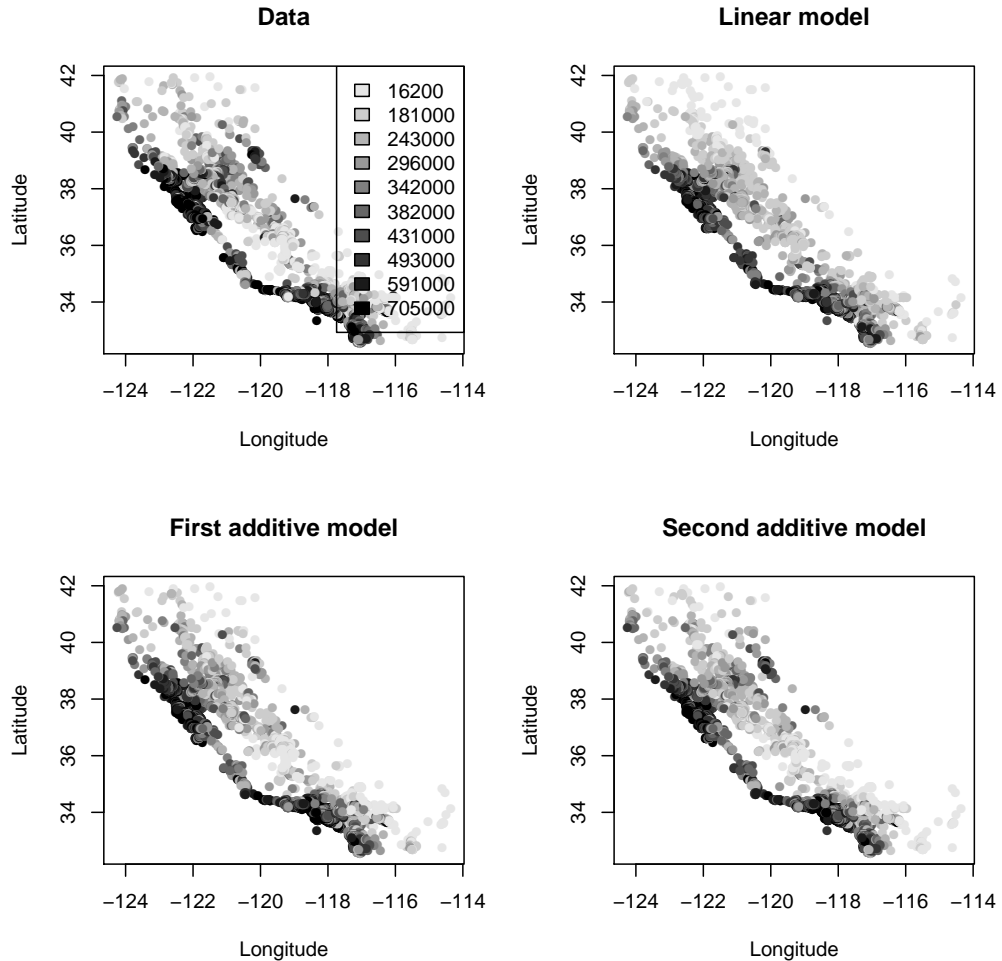 Data
42
40
38
36
34
Latitude
16200
181000
243000
296000
342000
382000
431000
493000
591000
705000
−124 −122 −120 −118 −116 −114
Longitude
Linear model
42
40
38
36
34
Latitude
−124 −122 −120 −118 −116 −114
Longitude
First additive model
42
40
38
36
34
Latitude
−124 −122 −120 −118 −116 −114
Longitude
Second additive model
42
40
38
36
34
Latitude
−124 −122 −120 −118 −116 −114
Longitude